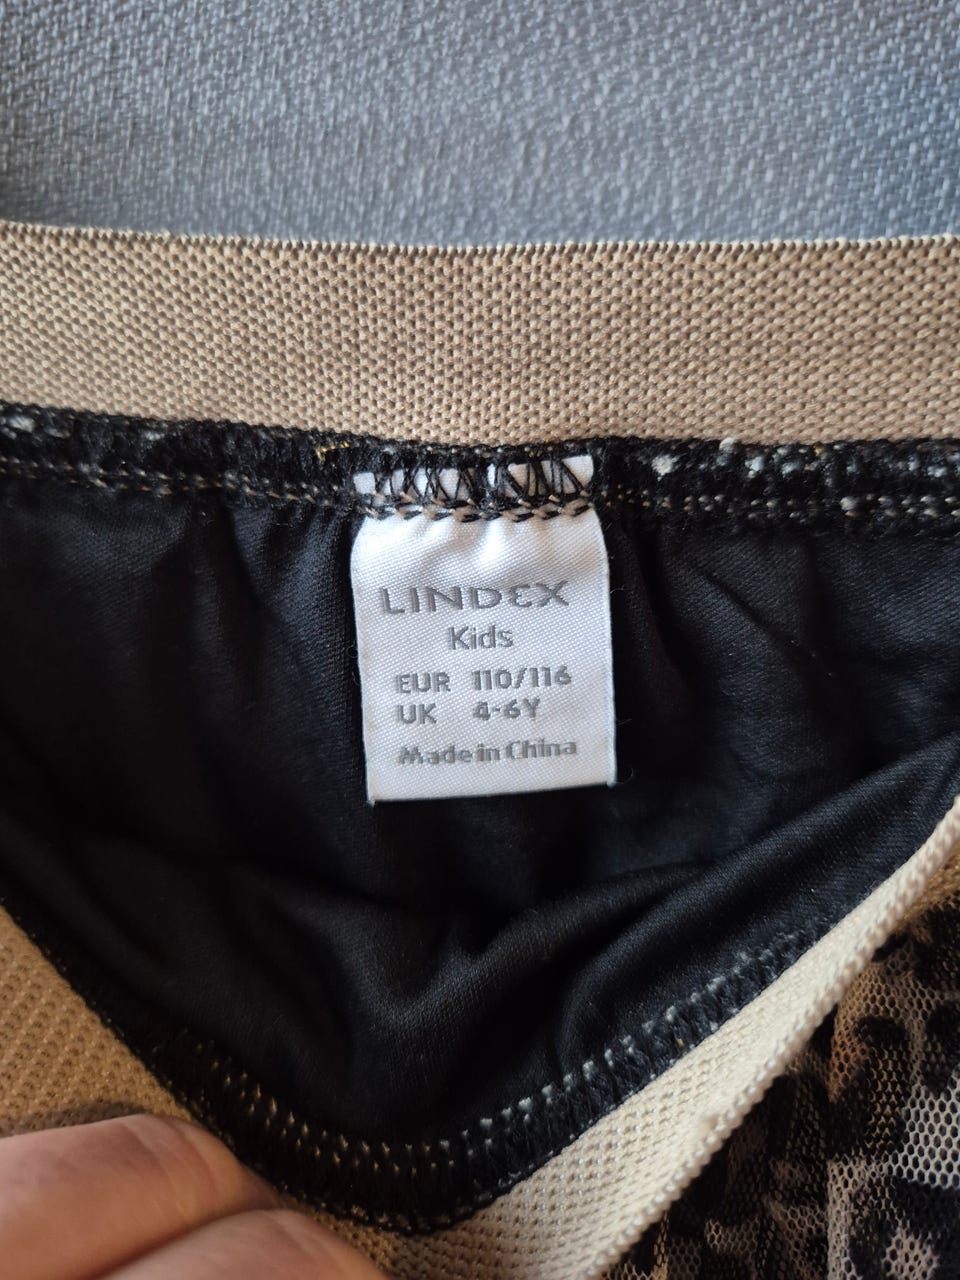 LINDEX
Kids
EUR 110/116
UK 4-6Y
Made in China